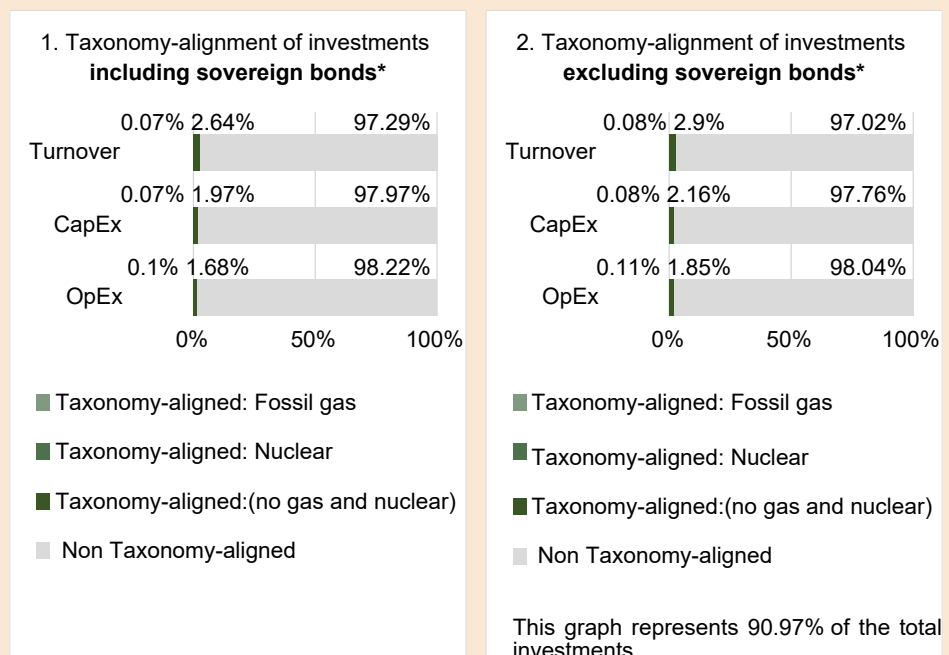 1. Taxonomy-alignment of investments
including sovereign bonds*
0.07% 2.64% 97.29%
Turnover
0.07% 1.97% 97.97%
CapEx
0.1% 1.68% 98.22%
OpEx
0% 50% 100%
Taxonomy-aligned: Fossil gas
Taxonomy-aligned: Nuclear
Taxonomy-aligned:(no gas and nuclear)
Non Taxonomy-aligned
2. Taxonomy-alignment of investments
excluding sovereign bonds*
0.08% 2.9% 97.02%
Turnover
0.08% 2.16% 97.76%
CapEx
0.11% 1.85% 98.04%
OpEx
0% 50% 100%
Taxonomy-aligned: Fossil gas
Taxonomy-aligned: Nuclear
Taxonomy-aligned:(no gas and nuclear)
Non Taxonomy-aligned
This graph represents 90.97% of the total
investments